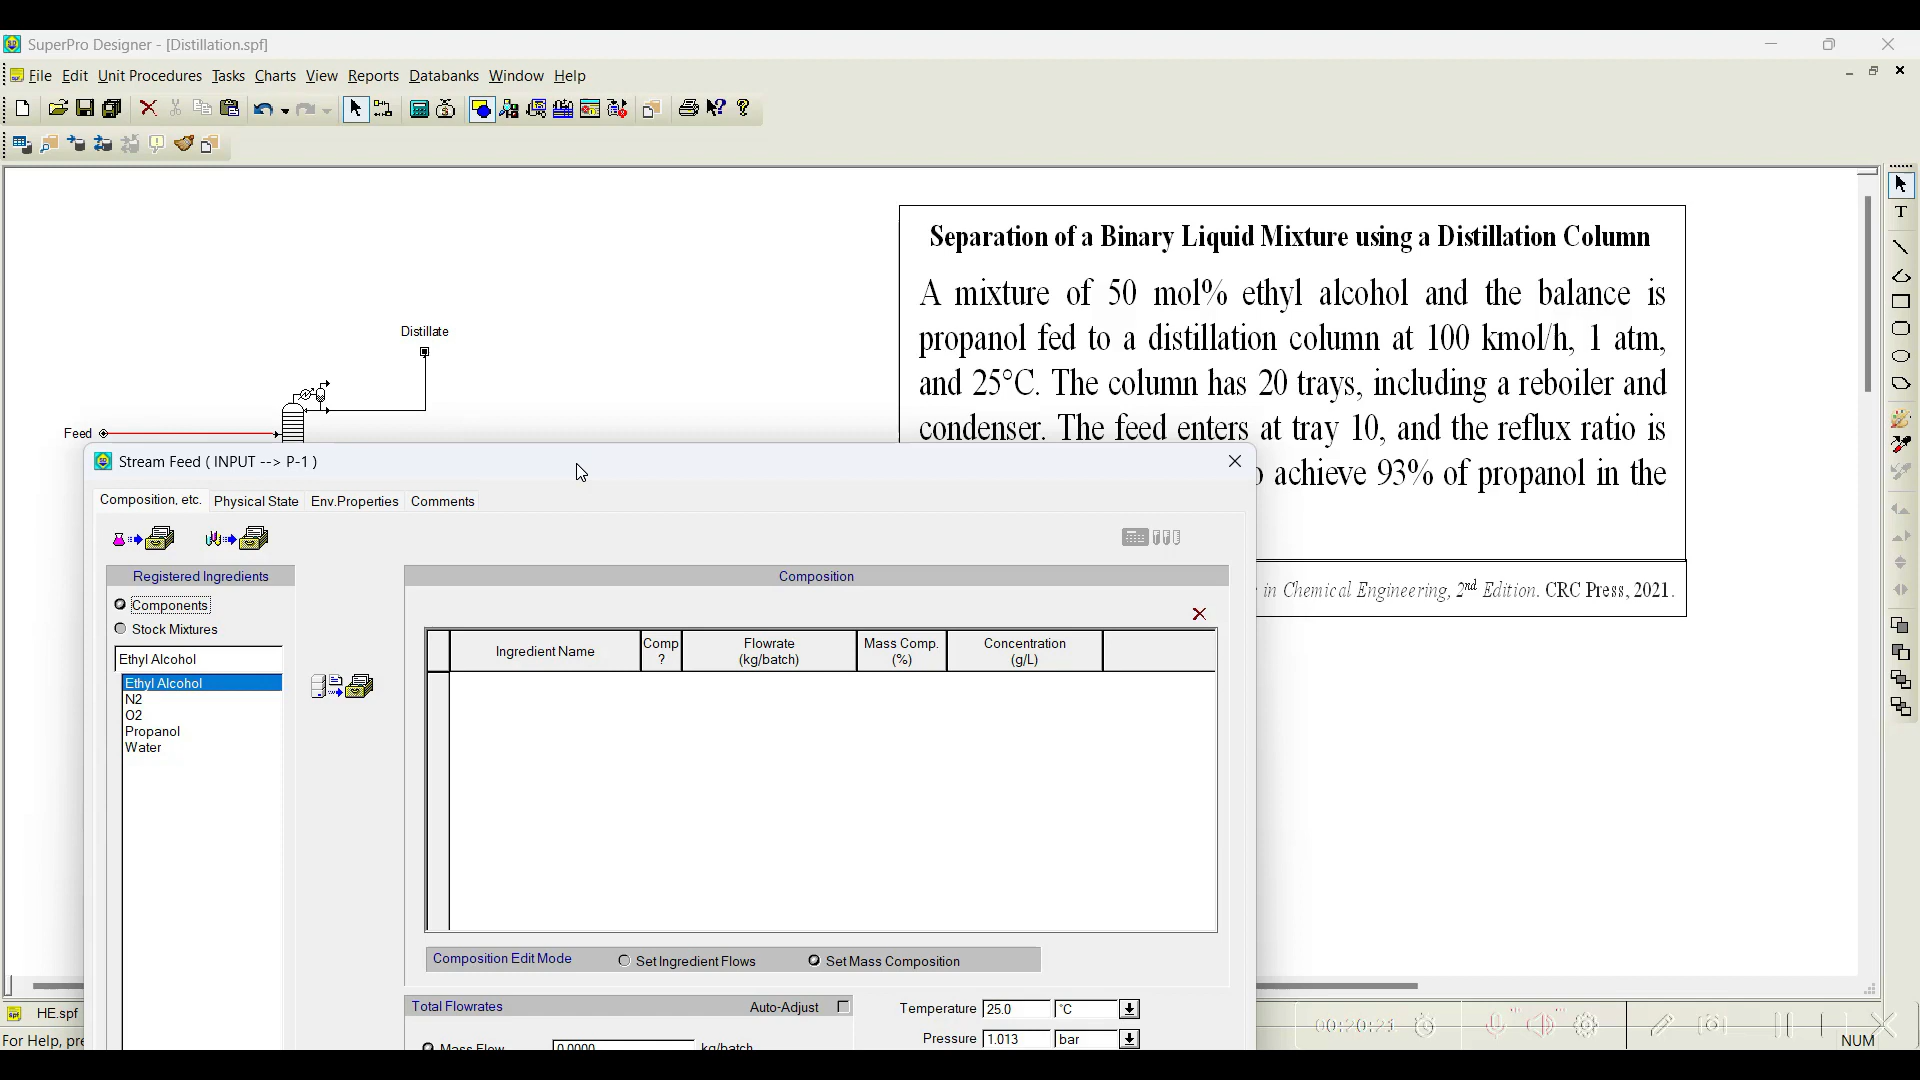 SuperPro Designer - [Distillation.spf]
File Edit Unit Procedures Tasks Charts View Reports Databanks Window Help
Separation of a Binary Liquid Mixture using a Distillation Column
A mixture of 50 mol% ethyl alcohol and the balance is
propanol fed to a distillation column at 100 kmol/h, 1 atm,
and 25°C. The column has 20 trays, including a reboiler and
condenser. The feed enters at tray 10, and the reflux ratio is
achieve 93% of propanol in the
in Chemical Engineering, 2nd Edition. CRC Press, 2021.
Distillate
Feed
Stream Feed ( INPUT --> P-1 )
Composition, etc. Physical State Env.Properties Comments
Registered Ingredients
Components
Stock Mixtures
Ethyl Alcohol
Ethyl Alcohol
N2
O2
Propanol
Water
Composition
Ingredient Name Comp ? Flowrate (kg/batch) Mass Comp. (%) Concentration (g/L)
Composition Edit Mode Set Ingredient Flows Set Mass Composition
Total Flowrates Auto-Adjust
Mass Flow 0.0000 kg/batch
Temperature 25.0 °C
Pressure 1.013 bar
HE.spf
For Help, pre
00:20:21
NUM